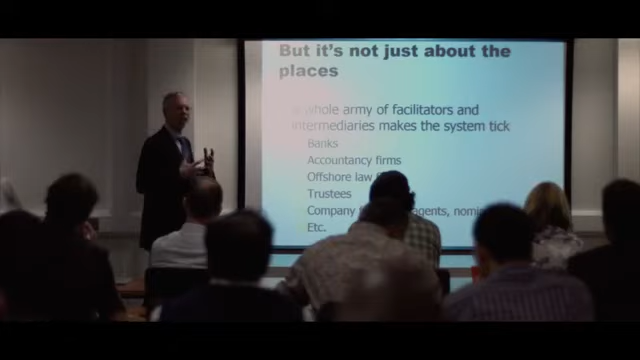 But it's not just about the
places
whole army of facilitators and
intermediaries makes the system tick
Banks
Accountancy firms
Offshore law
Trustees
Company agents,
Etc.